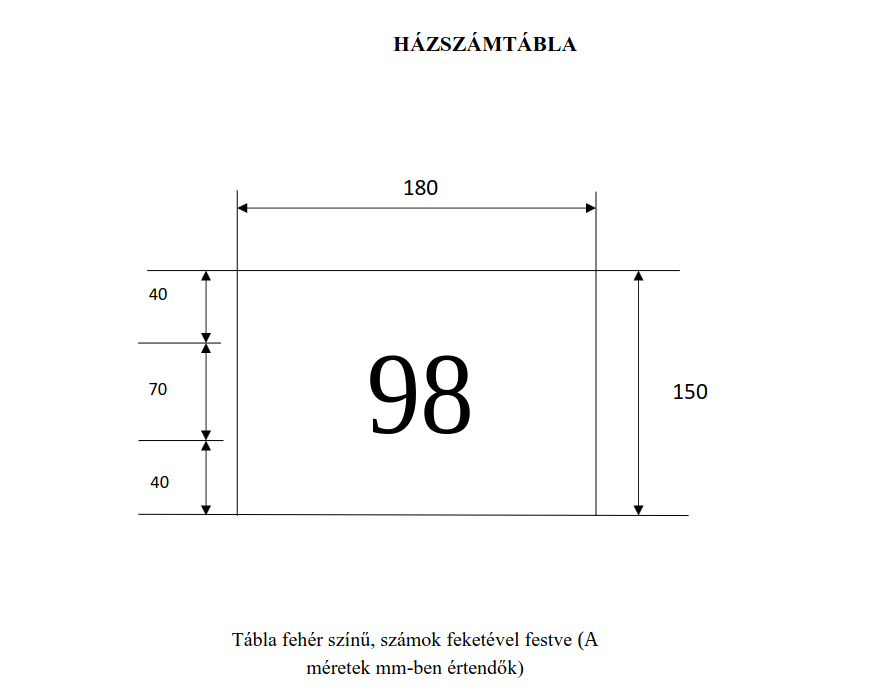 HÁZSZÁMTÁBLA
180
40
98
70
150
40
Tábla fehér színű, számok feketével festve (A
méretek mm-ben értendők)